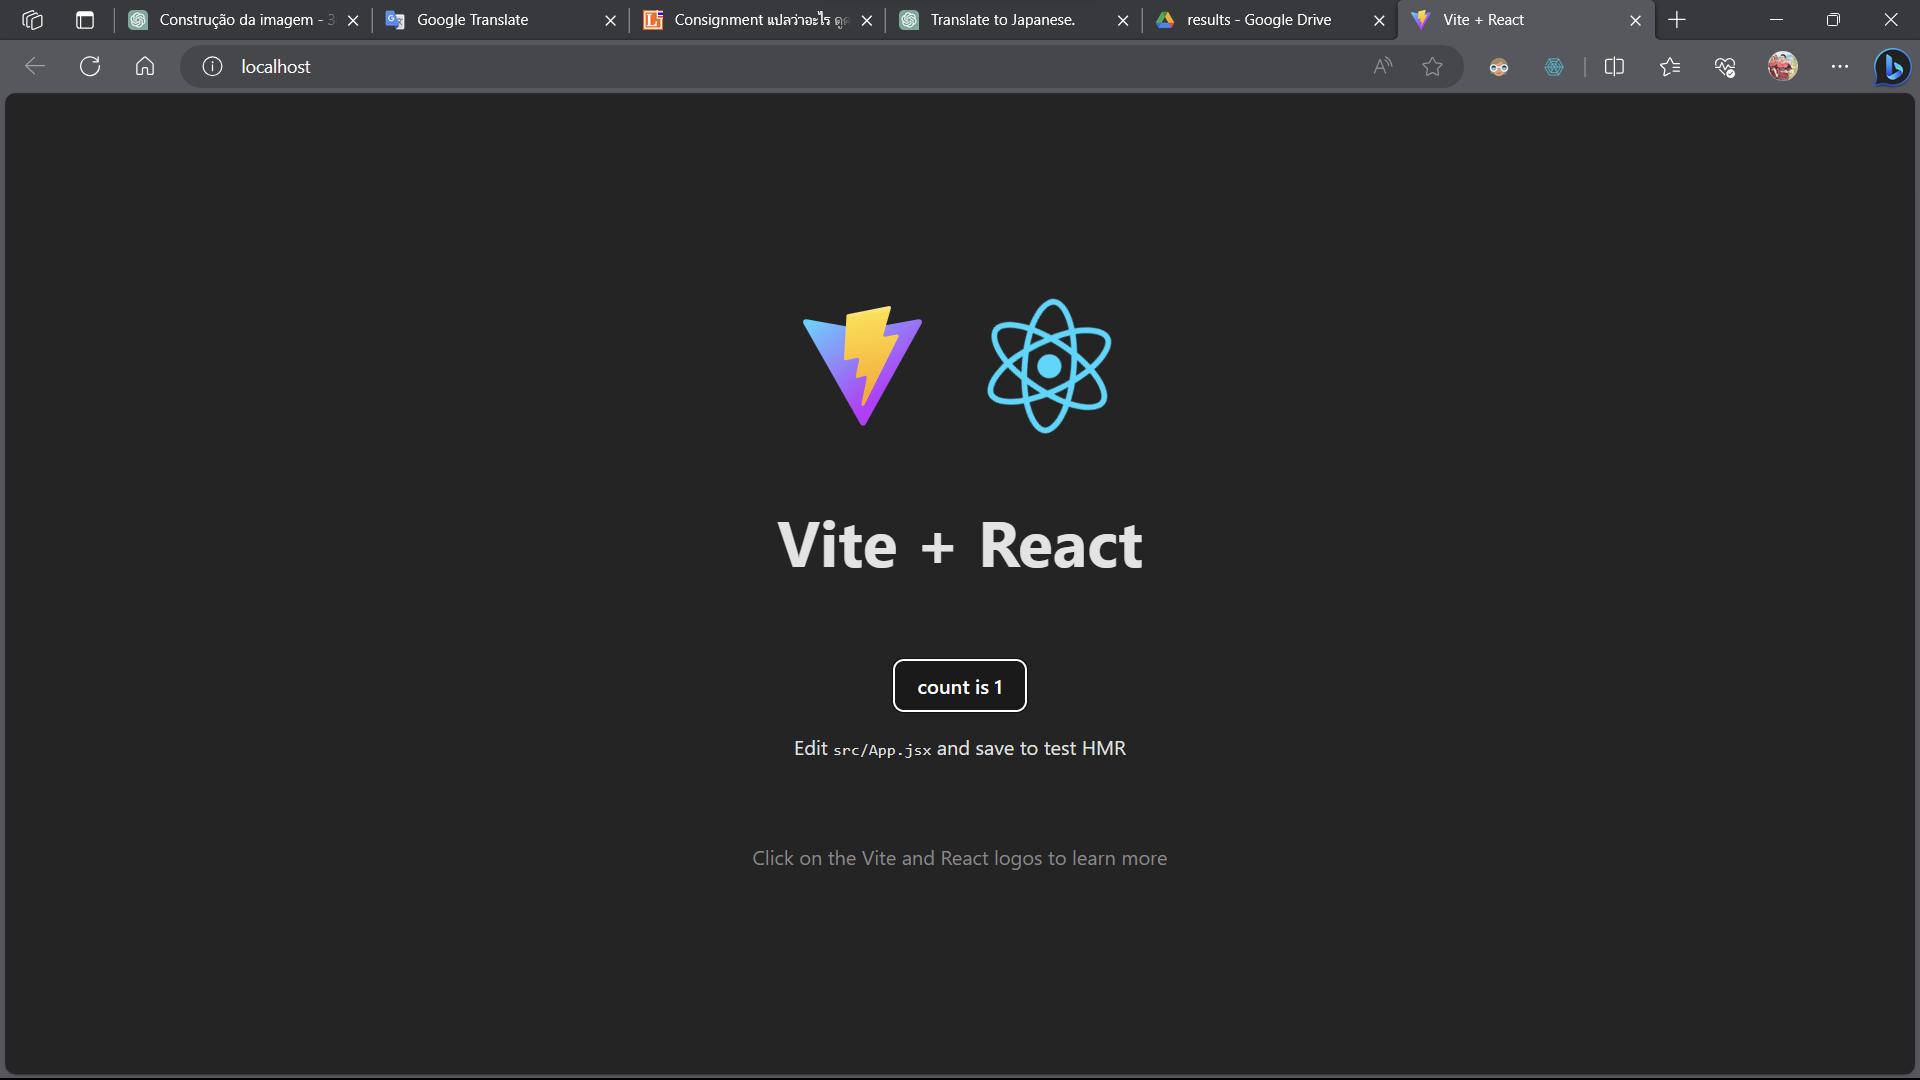 Construção da imagem -
Google Translate
Consignment แปลว่าอะไร
Translate to Japanese.
results - Google Drive
Vite + React
localhost
Vite + React
count is 1
Edit src/App.jsx and save to test HMR
Click on the Vite and React logos to learn more